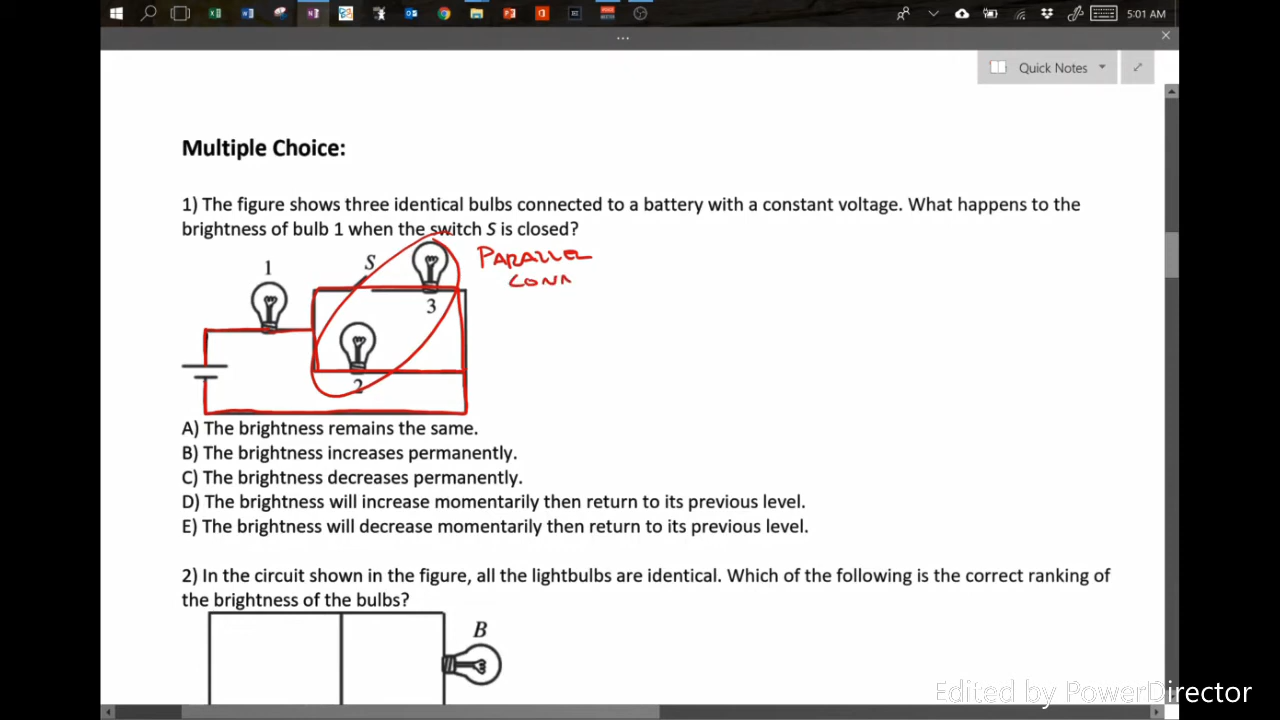 5:01 AM
Quick Notes
Multiple Choice:
1) The figure shows three identical bulbs connected to a battery with a constant voltage. What happens to the
brightness of bulb 1 when the switch S is closed?
S
PARALLEL
1
CONN
3
2
A) The brightness remains the same.
B) The brightness increases permanently.
C) The brightness decreases permanently.
D) The brightness will increase momentarily then return to its previous level.
E) The brightness will decrease momentarily then return to its previous level.
2) In the circuit shown in the figure, all the lightbulbs are identical. Which of the following is the correct ranking of
the brightness of the bulbs?
B
Edited by PowerDirector